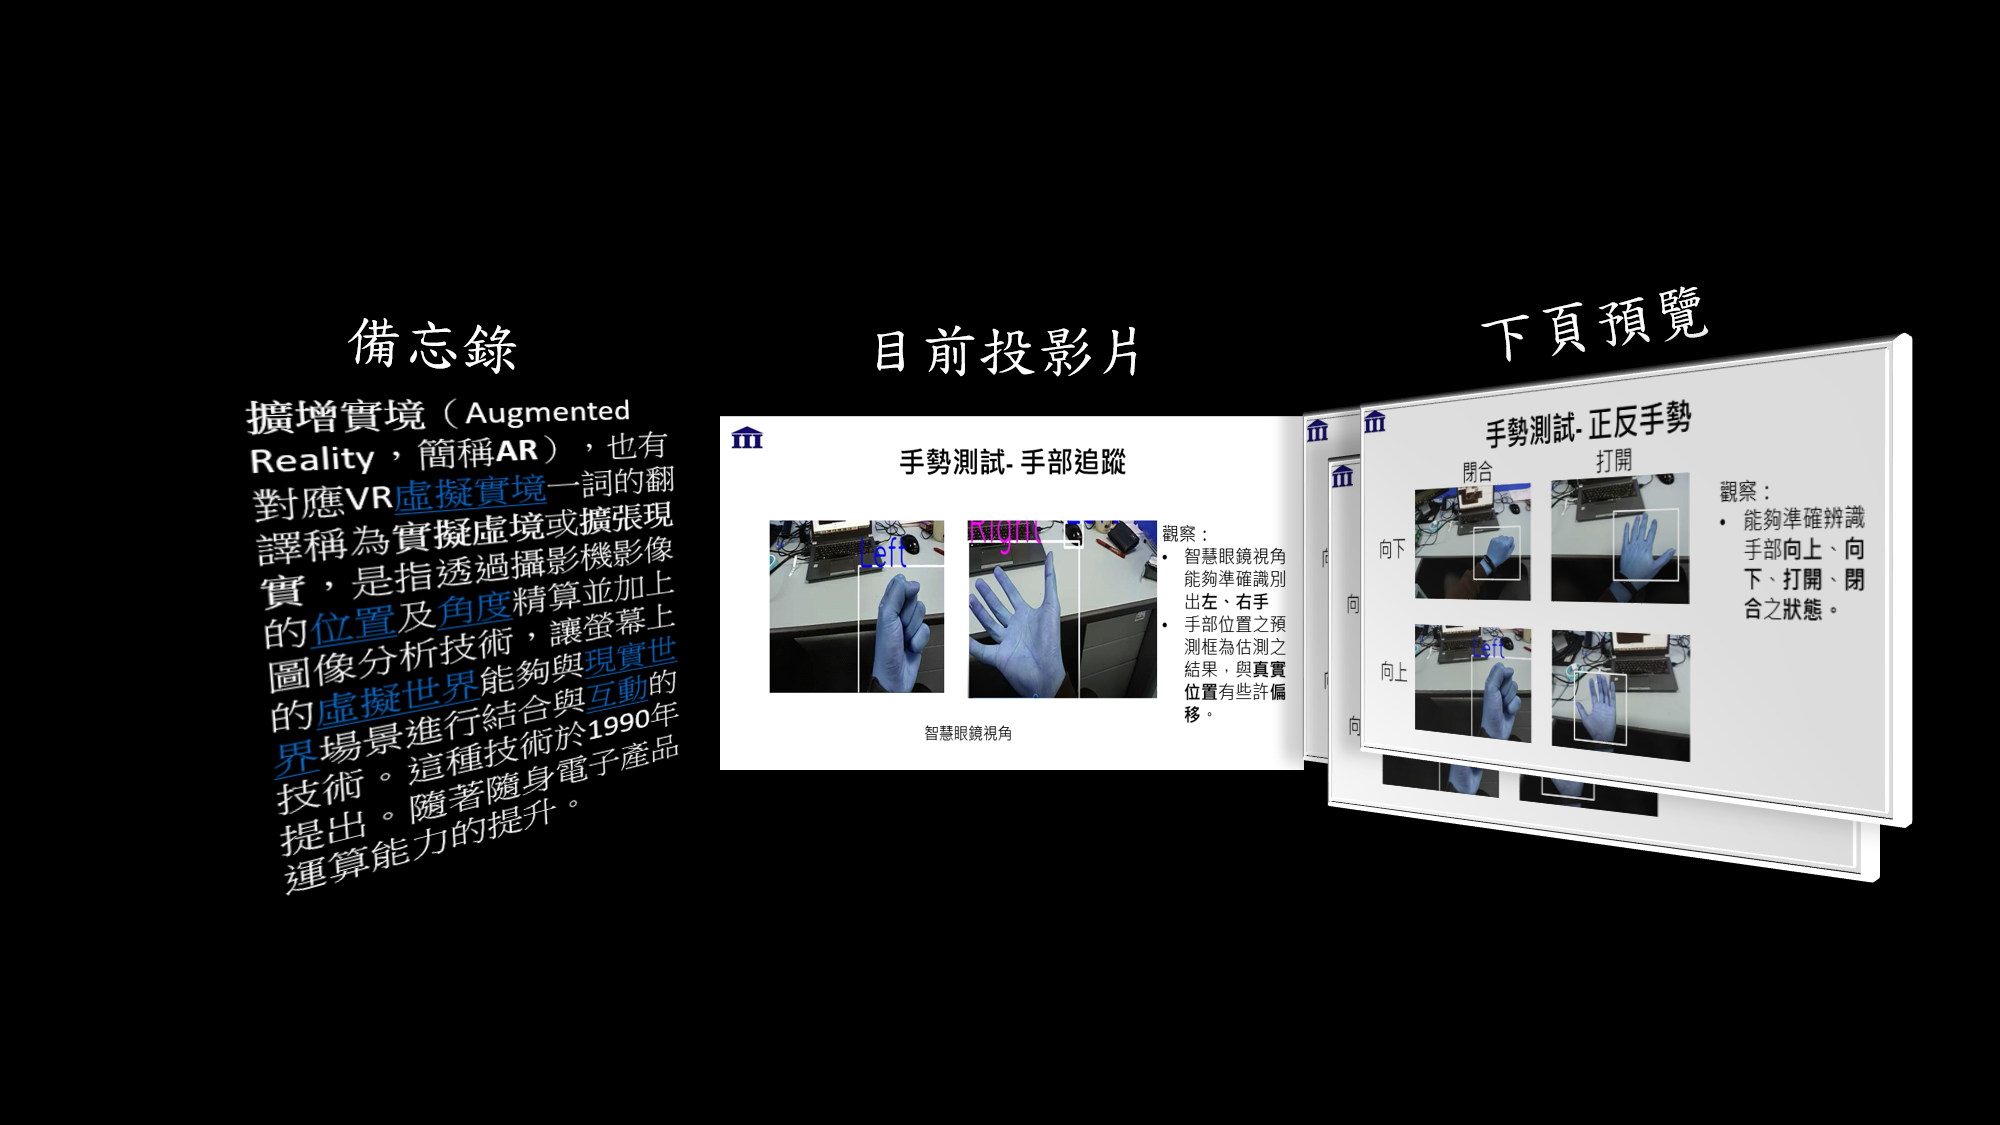 備忘錄
擴增實境（Augmented
Reality，簡稱AR），也有
對應VR虛擬實境一詞的翻
譯稱為實擬虛境或擴張現
實，是指透過攝影機影像
的位置及角度精算並加上
圖像分析技術，讓螢幕上
的虛擬世界能夠與現實世
界場景進行結合與互動的
技術。這種技術於1990年
提出。隨著隨身電子產品
運算能力的提升。
目前投影片
手勢測試- 手部追蹤
Left
Right
觀察：
• 智慧眼鏡視角
能夠準確識別
出左、右手
• 手部位置之預
測框為估測之
結果，與真實
位置有些許偏
移。
智慧眼鏡視角
下頁預覽
手勢測試- 正反手勢
閉合
打開
向下
向上
Left
觀察：
• 能夠準確辨識
手部向上、向
下、打開、閉
合之狀態。
向
向